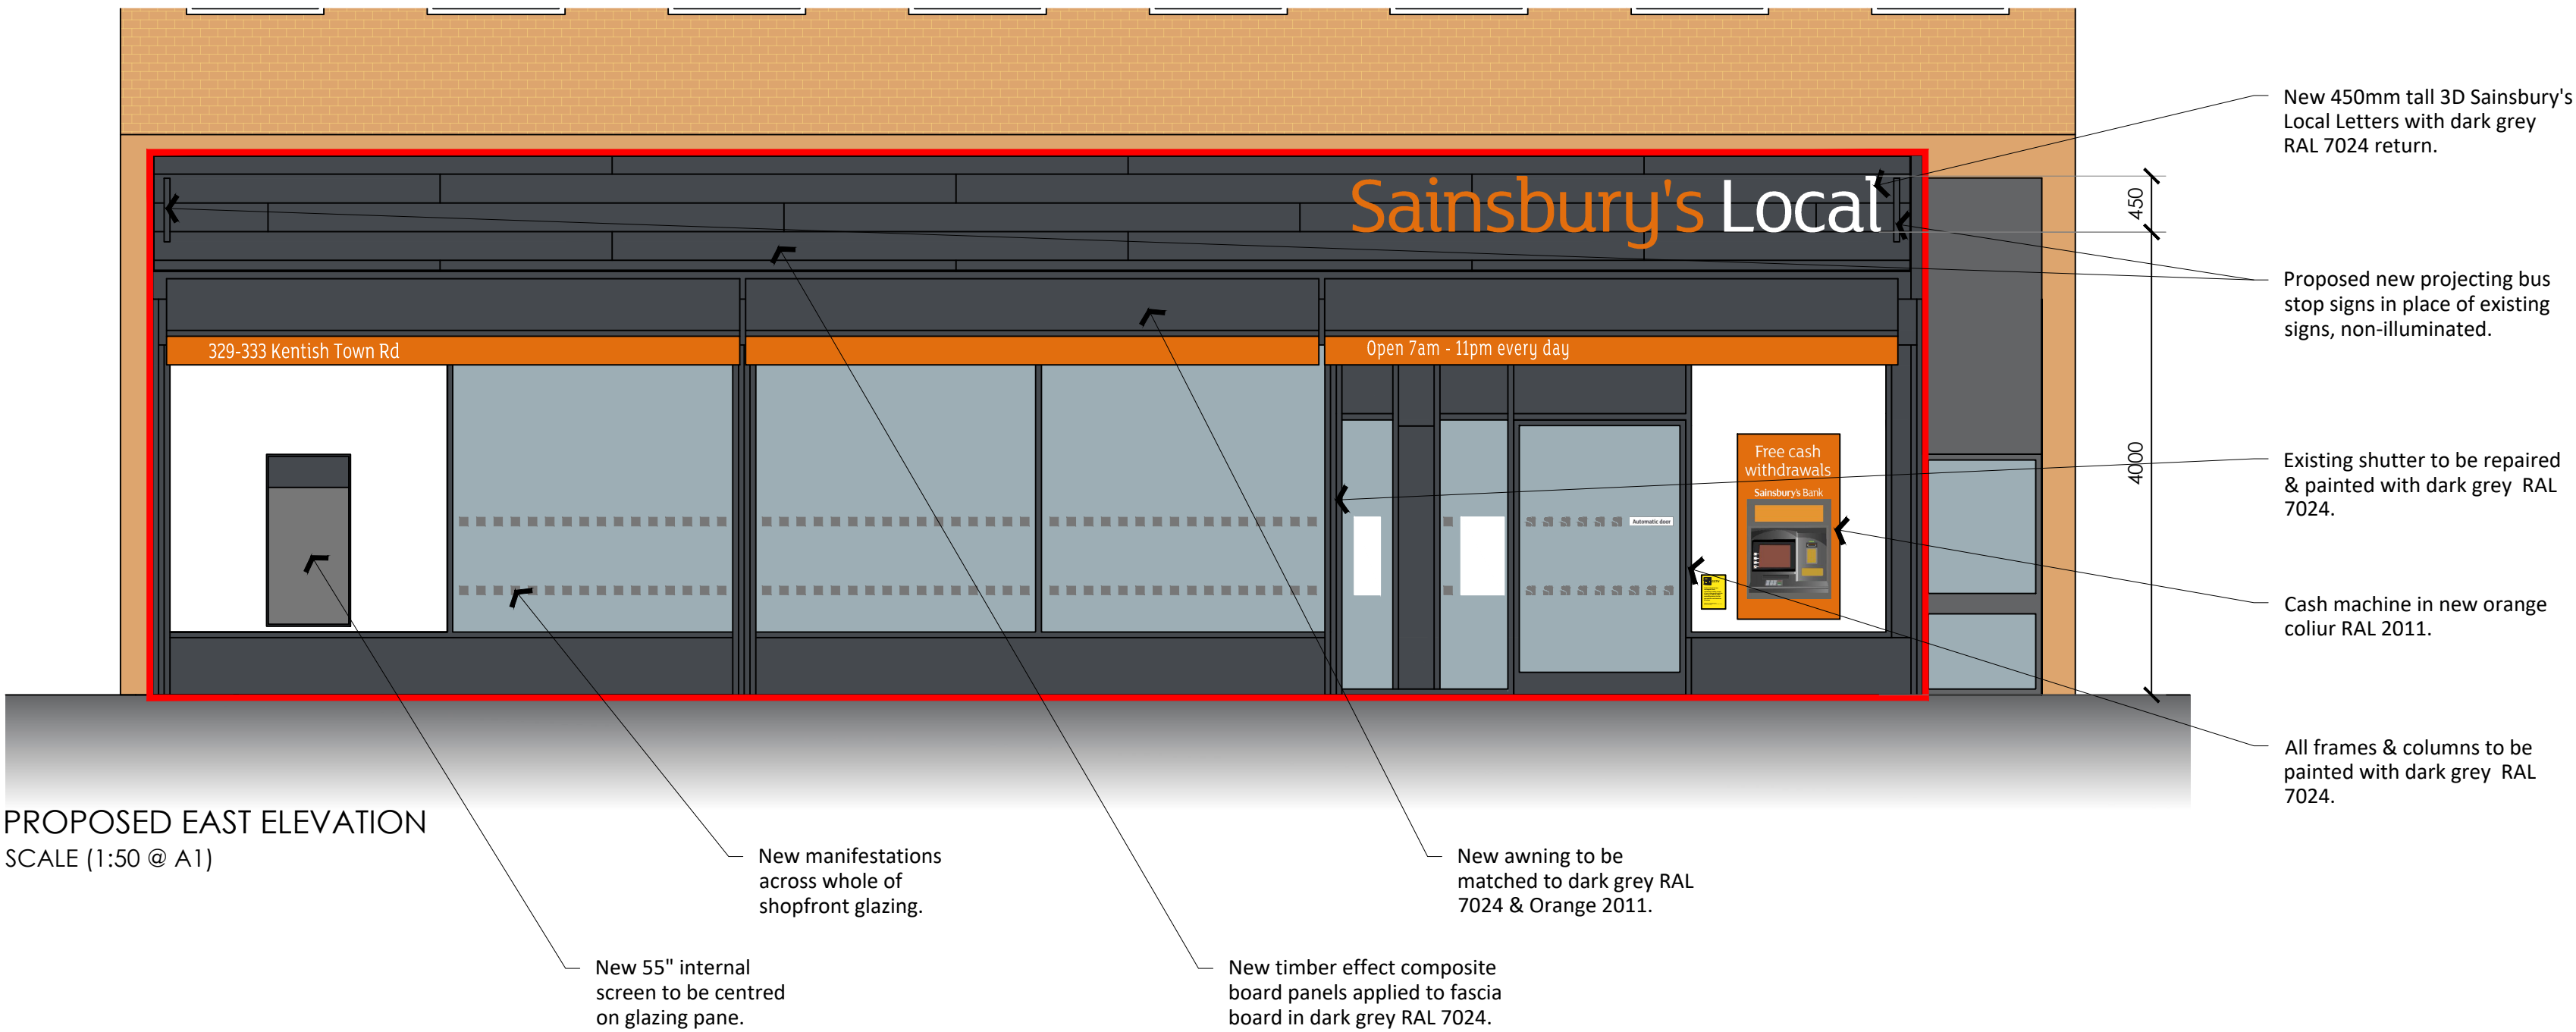 New 450mm tall 3D Sainsbury's
Local Letters with dark grey
RAL 7024 return.
Sainsbury's Local
450
Proposed new projecting bus
stop signs in place of existing
signs, non-illuminated.
329-333 Kentish Town Rd
Open 7am - 11pm every day
Free cash
withdrawals
Sainsbury's Bank
Automatic door
4000
Existing shutter to be repaired
& painted with dark grey RAL
7024.
Cash machine in new orange
coliur RAL 2011.
All frames & columns to be
painted with dark grey RAL
7024.
PROPOSED EAST ELEVATION
SCALE (1:50 @ A1)
New manifestations
across whole of
shopfront glazing.
New awning to be
matched to dark grey RAL
7024 & Orange 2011.
New 55" internal
screen to be centred
on glazing pane.
New timber effect composite
board panels applied to fascia
board in dark grey RAL 7024.